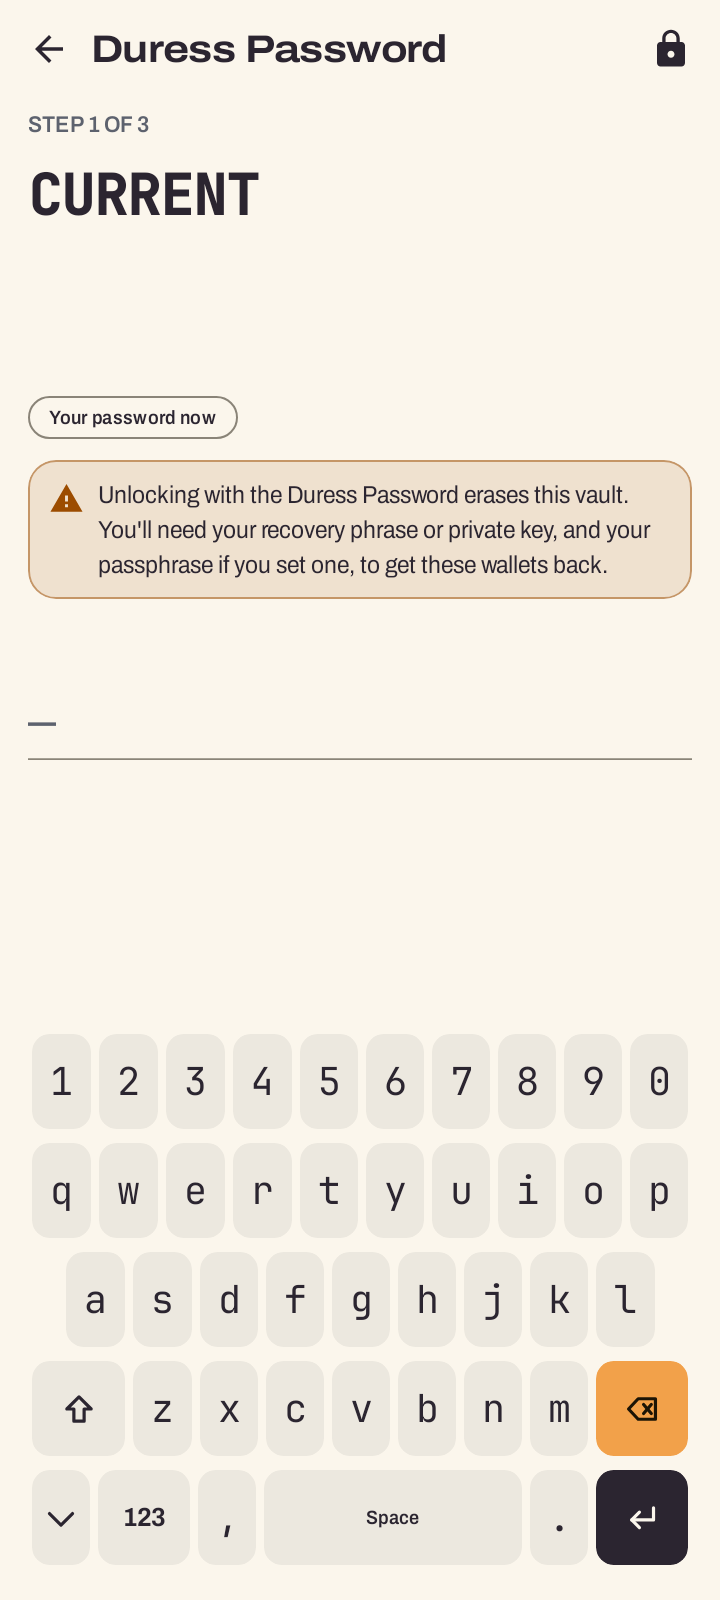 Duress Password
STEP 1 OF 3
CURRENT
Your password now
Unlocking with the Duress Password erases this vault.
You'll need your recovery phrase or private key, and your
passphrase if you set one, to get these wallets back.
1 2 3 4 5 6 7 8 9 0
q w e r t y u i o p
a s d f g h j k l
z x c v b n m
123 , Space .